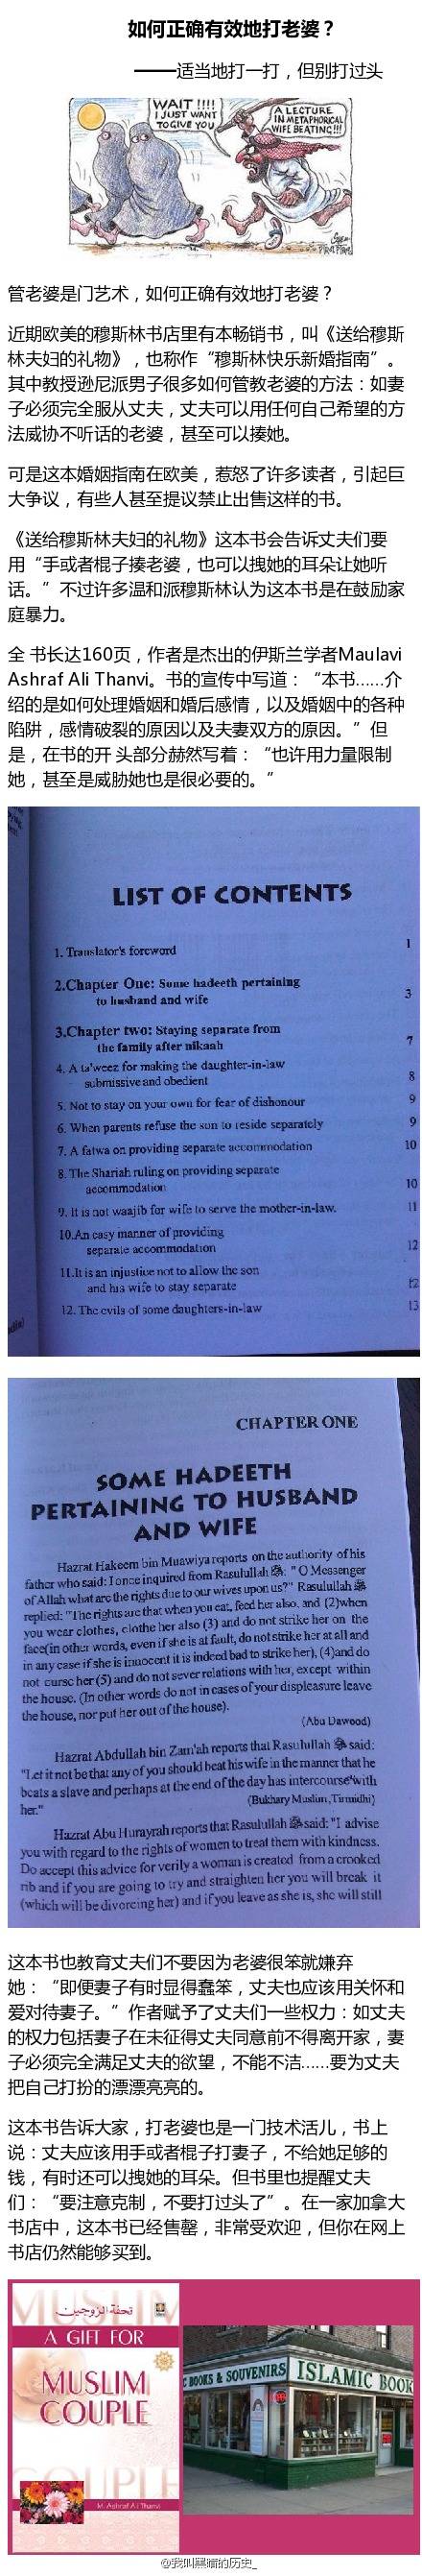 如何正确有效地打老婆？
——适当地打一打，但别打过头
WAIT !!!!
I JUST WANT
TO GIVE YOU
A LECTURE
IN METAPHORICAL
WIFE BEATING!!!
管老婆是门艺术，如何正确有效地打老婆？
近期欧美的穆斯林书店里有本畅销书，叫《送给穆斯
林夫妇的礼物》，也称作“穆斯林快乐新婚指南”。
其中教授逊尼派男子很多如何管教老婆的方法：如妻
子必须完全服从丈夫，丈夫可以用任何自己希望的方
法威协不听话的老婆，甚至可以揍她。
可是这本婚姻指南在欧美，惹怒了许多读者，引起巨
大争议，有些人甚至提议禁止出售这样的书。
《送给穆斯林夫妇的礼物》这本书会告诉丈夫们要
用“手或者棍子揍老婆，也可以拽她的耳朵让她听
话。”不过许多温和派穆斯林认为这本书是在鼓励家
庭暴力。
全 书长达160页，作者是杰出的伊斯兰学者Maulavi
Ashraf Ali Thanvi。书的宣传中写道：“本书……介
绍的是如何处理婚姻和婚后感情，以及婚姻中的各种
陷阱，感情破裂的原因以及夫妻双方的原因。”但
是，在书的开 头部分赫然写着：“也许用力量限制
她，甚至是威胁她也是很必要的。”
LIST OF CONTENTS
1. Translator's foreword 1
2.Chapter One: Some hadeeth pertaining
to husband and wife 3
3.Chapter two: Staying separate from
the family after nikaah 7
4. A ta'weez for making the daughter-in-law
submissive and obedient 8
5. Not to stay on your own for fear of dishonour 9
6. When parents refuse the son to reside separately 9
7. A fatwa on providing separate accommodation 10
8. The Shariah ruling on providing separate
accommodation 10
9. It is not waajib for wife to serve the mother-in-law. 11
10.An easy manner of providing
separate accommodation 12
11.It is an injustice not to allow the son
and his wife to stay separate 12
12. The evils of some daughters-in-law 13
CHAPTER ONE
SOME HADEETH
PERTAINING TO HUSBAND
AND WIFE
Hazrat Hakeem bin Muawiya reports on the authority of his
father who said: I once inquired from Rasulullah ﷺ: "O Messenger
of Allah what are the rights due to our wives upon us?" Rasulullah ﷺ
replied: "The rights are that when you eat, feed her also, and (2)when
you wear clothes, clothe her also (3) and do not strike her on the
face(in other words, even if she is at fault, do not strike her at all and
in any case if she is innocent it is indeed bad to strike her), (4)and do
not curse her (5) and do not sever relations with her, except within
the house. (In other words do not in cases of your displeasure leave
the house, nor put her out of the house).
(Abu Dawood)
Hazrat Abdullah bin Zam'ah reports that Rasulullah ﷺ said:
"Let it not be that any of you should beat his wife in the manner that he
beats a slave and perhaps at the end of the day has intercourse with
her."
(Bukhary Muslim ,Tirmidhi)
Hazrat Abu Hurayrah reports that Rasulullah ﷺ said: "I advise
you with regard to the rights of women to treat them with kindness.
Do accept this advice for verily a woman is created from a crooked
rib and if you are going to try and straighten her you will break it
(which will be divorcing her) and if you leave as she is, she will still
这本书也教育丈夫们不要因为老婆很笨就嫌弃
她：“即便妻子有时显得蠢笨，丈夫也应该用关怀和
爱对待妻子。”作者赋予了丈夫们一些权力：如丈夫
的权力包括妻子在未征得丈夫同意前不得离开家，妻
子必须完全满足丈夫的欲望，不能不洁……要为丈夫
把自己打扮的漂漂亮亮的。
这本书告诉大家，打老婆也是一门技术活儿，书上
说：丈夫应该用手或者棍子打妻子，不给她足够的
钱，有时还可以拽她的耳朵。但书里也提醒丈夫
们：“要注意克制，不要打过头了”。在一家加拿大
书店中，这本书已经售罄，非常受欢迎，但你在网上
书店仍然能够买到。
MUSLIM
تحفة الزوجين
A GIFT FOR
MUSLIM
COUPLE
COUPLE
M. Ashraf Ali Thanvi
C BOOKS & SOUVENIRS
ISLAMIC BOOK
@我叫黑暗的历史_